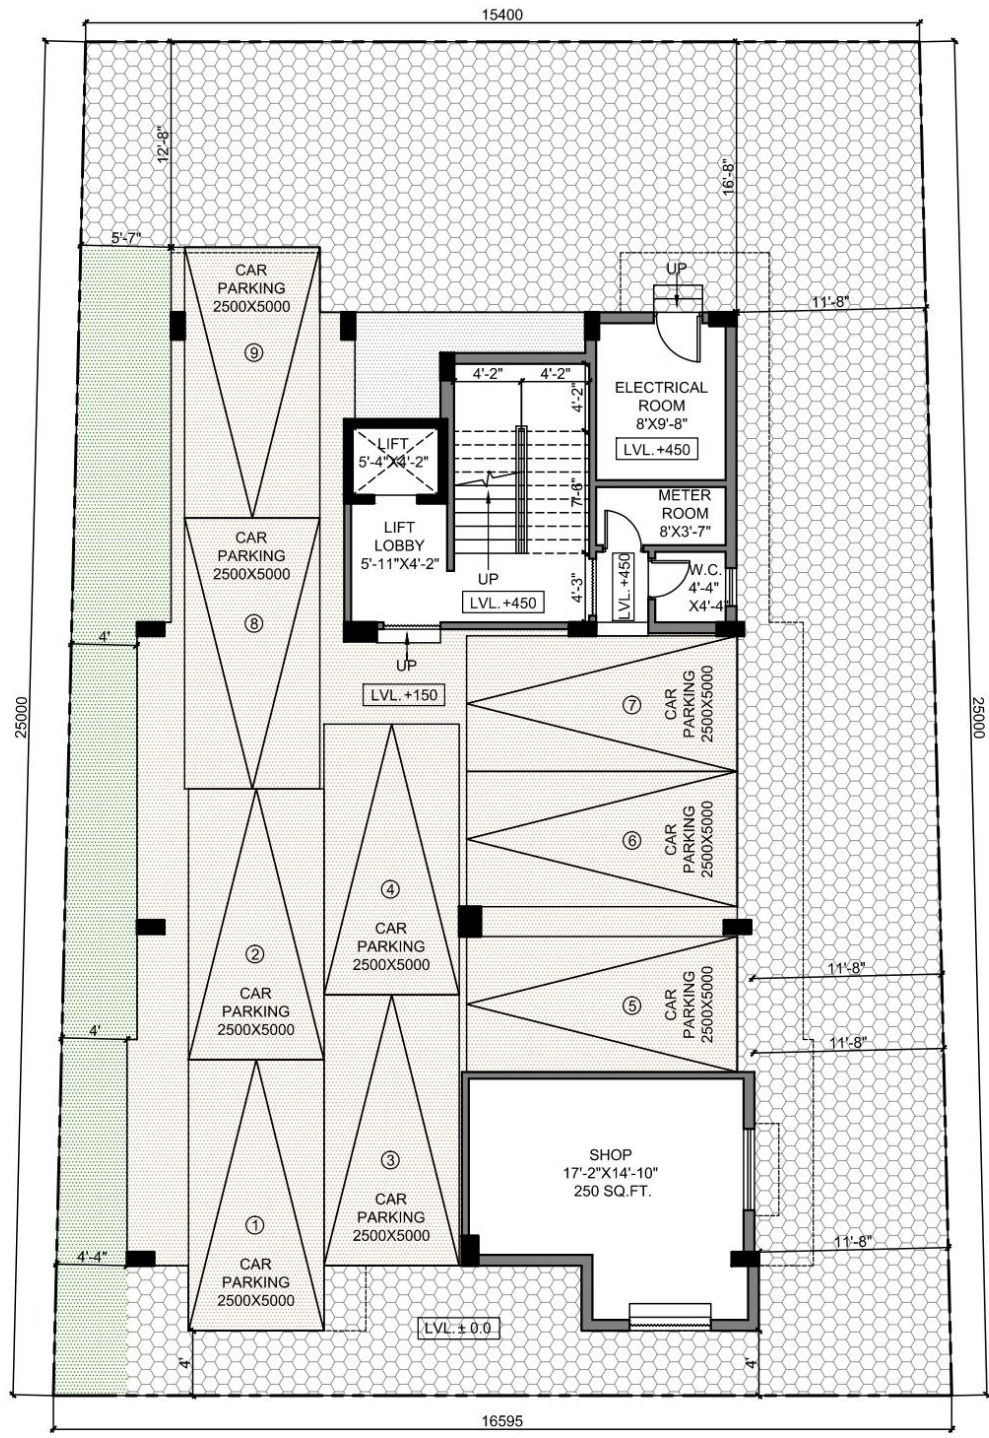 15400
12'-8"
16'-8"
5'-7"
11'-8"
CAR
PARKING
2500X5000
9
UP
4'-2"
4'-2"
4'-2"
ELECTRICAL
ROOM
8'X9'-8"
LVL. +450
LIFT
5'-4"X4'-2"
7'-6"
METER
ROOM
8'X3'-7"
LIFT
LOBBY
5'-11"X4'-2"
CAR
PARKING
2500X5000
8
UP
LVL. +450
4'-3"
LVL. +450
W.C.
4'-4"
X4'-4"
4'
UP
LVL. +150
25000
25000
7
CAR
PARKING
2500X5000
6
CAR
PARKING
2500X5000
4
CAR
PARKING
2500X5000
2
CAR
PARKING
2500X5000
5
CAR
PARKING
2500X5000
11'-8"
4'
11'-8"
SHOP
17'-2"X14'-10"
250 SQ.FT.
3
CAR
PARKING
2500X5000
1
CAR
PARKING
2500X5000
4'-4"
11'-8"
LVL. ± 0.0
4'
4'
16595